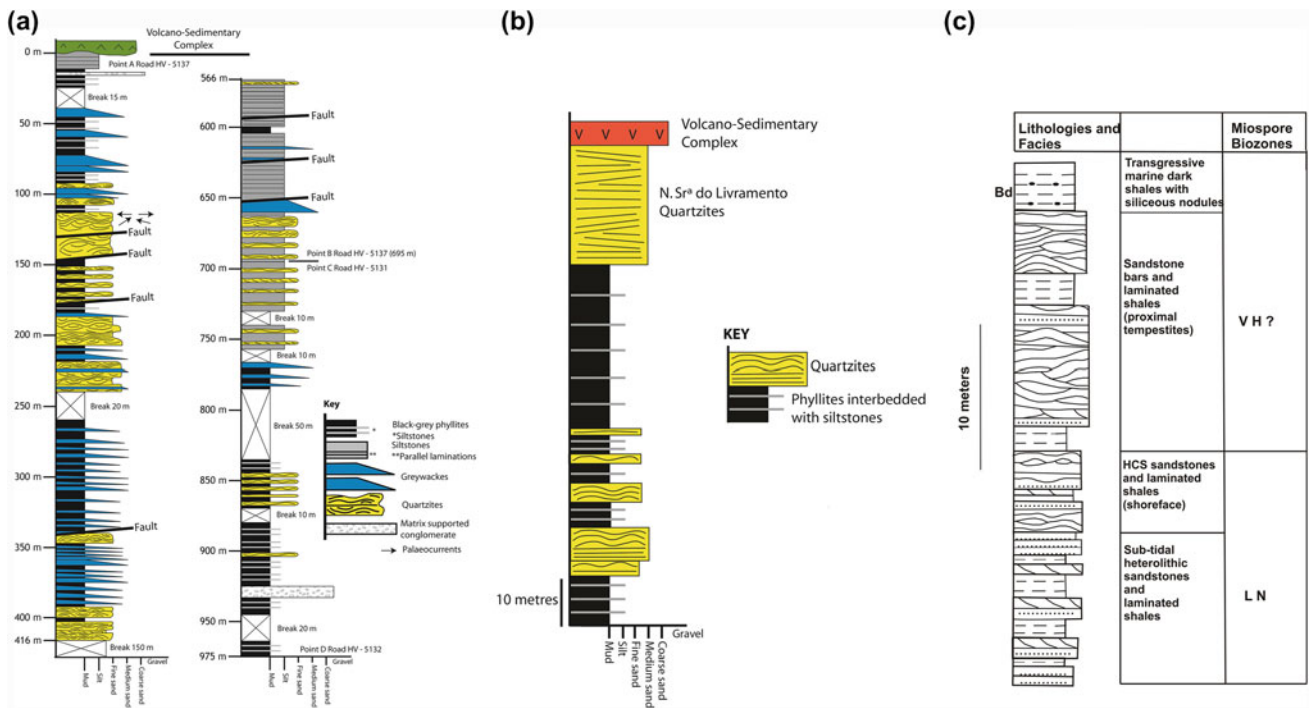 (a)
Volcano-Sedimentary
Complex
0 m
Point A Road HV - 5137
Break 15 m
50 m
100 m
Fault
150 m
Fault
Fault
200 m
250 m
Break 20 m
300 m
Fault
350 m
400 m
416 m
Break 150 m
Mud
Silt
Fine sand
Medium sand
Coarse sand
Gravel
566 m
Fault
600 m
Fault
650 m
Fault
Point B Road HV - 5137 (695 m)
700 m
Point C Road HV - 5131
Break 10 m
750 m
Break 10 m
800 m
Break 50 m
850 m
Break 10 m
900 m
950 m
Break 20 m
975 m
Point D Road HV - 5132
Mud
Silt
Fine sand
Medium sand
Coarse sand
Gravel
Key
Black-grey phyllites
*Siltstones
*
Siltstones
**Parallel laminations
**
Greywackes
Quartzites
Matrix supported
conglomerate
Palaeocurrents
(b)
Volcano-Sedimentary
Complex
V V V V
N. Srª do Livramento
Quartzites
KEY
Quartzites
Phyllites interbedded
with siltstones
10 metres
Mud
Silt
Fine sand
Medium sand
Coarse sand
Gravel
(c)
Lithologies and
Facies
Miospore
Biozones
Bd
Transgressive
marine dark
shales with
siliceous nodules
Sandstone
bars and
laminated
shales
(proximal
tempestites)
V H ?
10 meters
HCS sandstones
and laminated
shales
(shoreface)
Sub-tidal
heterolithic
sandstones
and
laminated
shales
L N